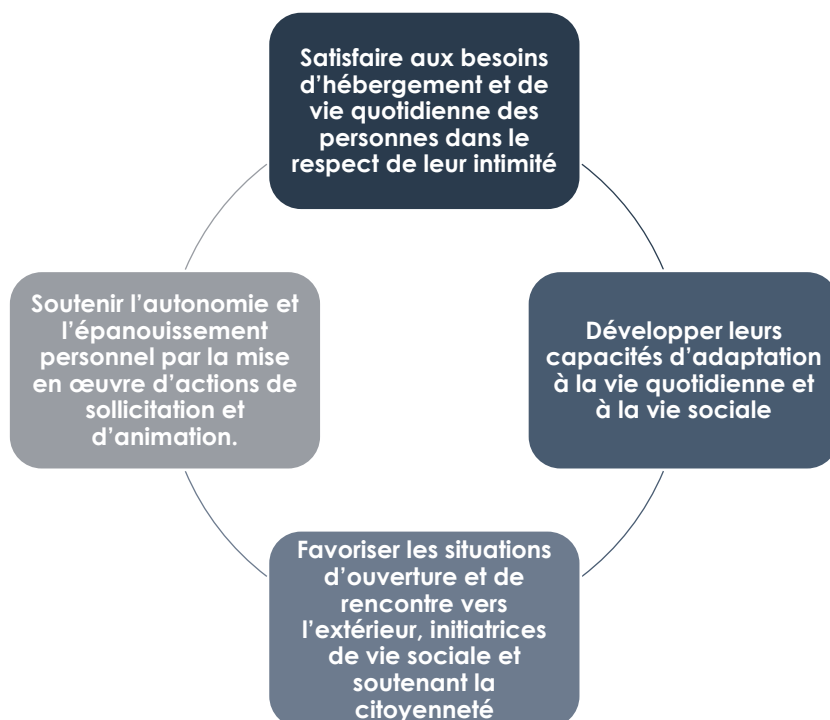 Satisfaire aux besoins
d’hébergement et de
vie quotidienne des
personnes dans le
respect de leur intimité
Développer leurs
capacités d’adaptation
à la vie quotidienne et
à la vie sociale
Favoriser les situations
d’ouverture et de
rencontre vers
l’extérieur, initiatrices
de vie sociale et
soutenant la
citoyenneté
Soutenir l’autonomie et
l’épanouissement
personnel par la mise
en œuvre d’actions de
sollicitation et
d’animation.